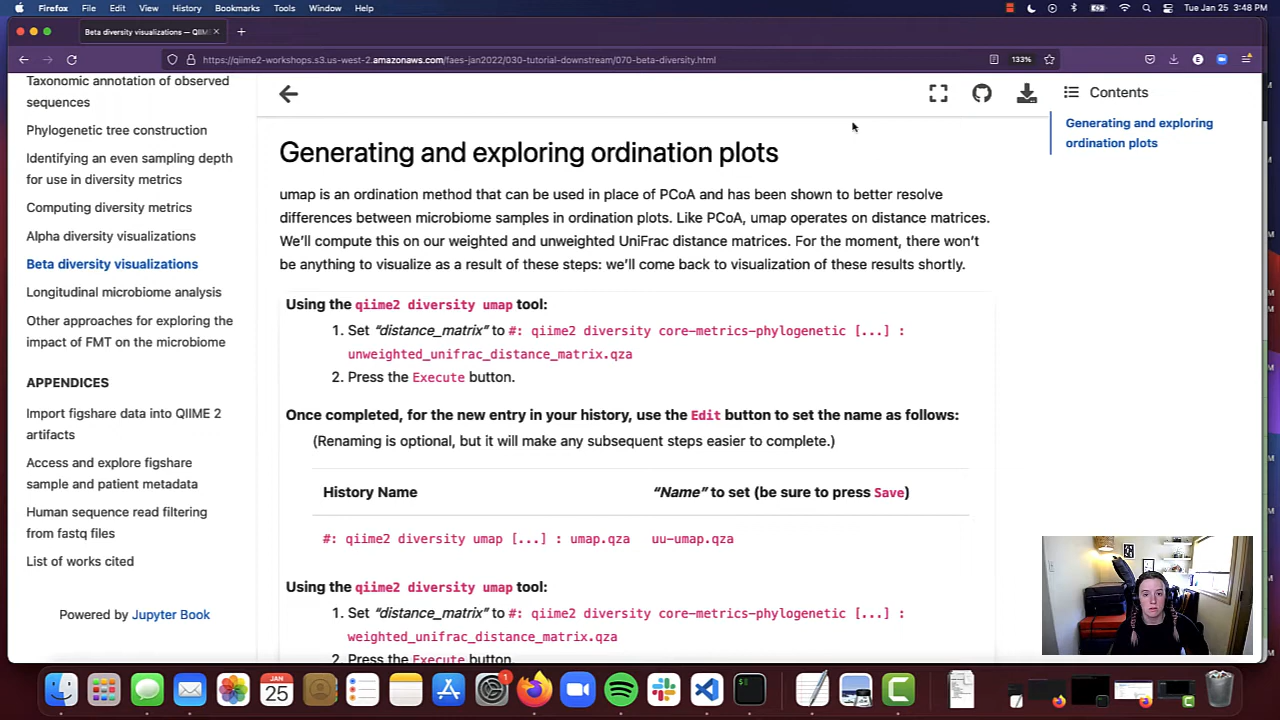 Firefox File Edit View History Bookmarks Tools Window Help
Tue Jan 25 3:48 PM
Beta diversity visualizations — QIIM
https://qiime2-workshops.s3.us-west-2.amazonaws.com/faes-jan2022/030-tutorial-downstream/070-beta-diversity.html
133%
Taxonomic annotation of observed
sequences
Phylogenetic tree construction
Identifying an even sampling depth
for use in diversity metrics
Computing diversity metrics
Alpha diversity visualizations
Beta diversity visualizations
Longitudinal microbiome analysis
Other approaches for exploring the
impact of FMT on the microbiome
APPENDICES
Import figshare data into QIIME 2
artifacts
Access and explore figshare
sample and patient metadata
Human sequence read filtering
from fastq files
List of works cited
Powered by Jupyter Book
Generating and exploring ordination plots
umap is an ordination method that can be used in place of PCoA and has been shown to better resolve
differences between microbiome samples in ordination plots. Like PCoA, umap operates on distance matrices.
We'll compute this on our weighted and unweighted UniFrac distance matrices. For the moment, there won't
be anything to visualize as a result of these steps: we'll come back to visualization of these results shortly.
Using the qiime2 diversity umap tool:
1. Set "distance_matrix" to #: qiime2 diversity core-metrics-phylogenetic [...] :
unweighted_unifrac_distance_matrix.qza
2. Press the Execute button.
Once completed, for the new entry in your history, use the Edit button to set the name as follows:
(Renaming is optional, but it will make any subsequent steps easier to complete.)
History Name "Name" to set (be sure to press Save)
#: qiime2 diversity umap [...] : umap.qza uu-umap.qza
Using the qiime2 diversity umap tool:
1. Set "distance_matrix" to #: qiime2 diversity core-metrics-phylogenetic [...] :
weighted_unifrac_distance_matrix.qza
2. Press the Execute button.
Contents
Generating and exploring
ordination plots
JAN
25
1